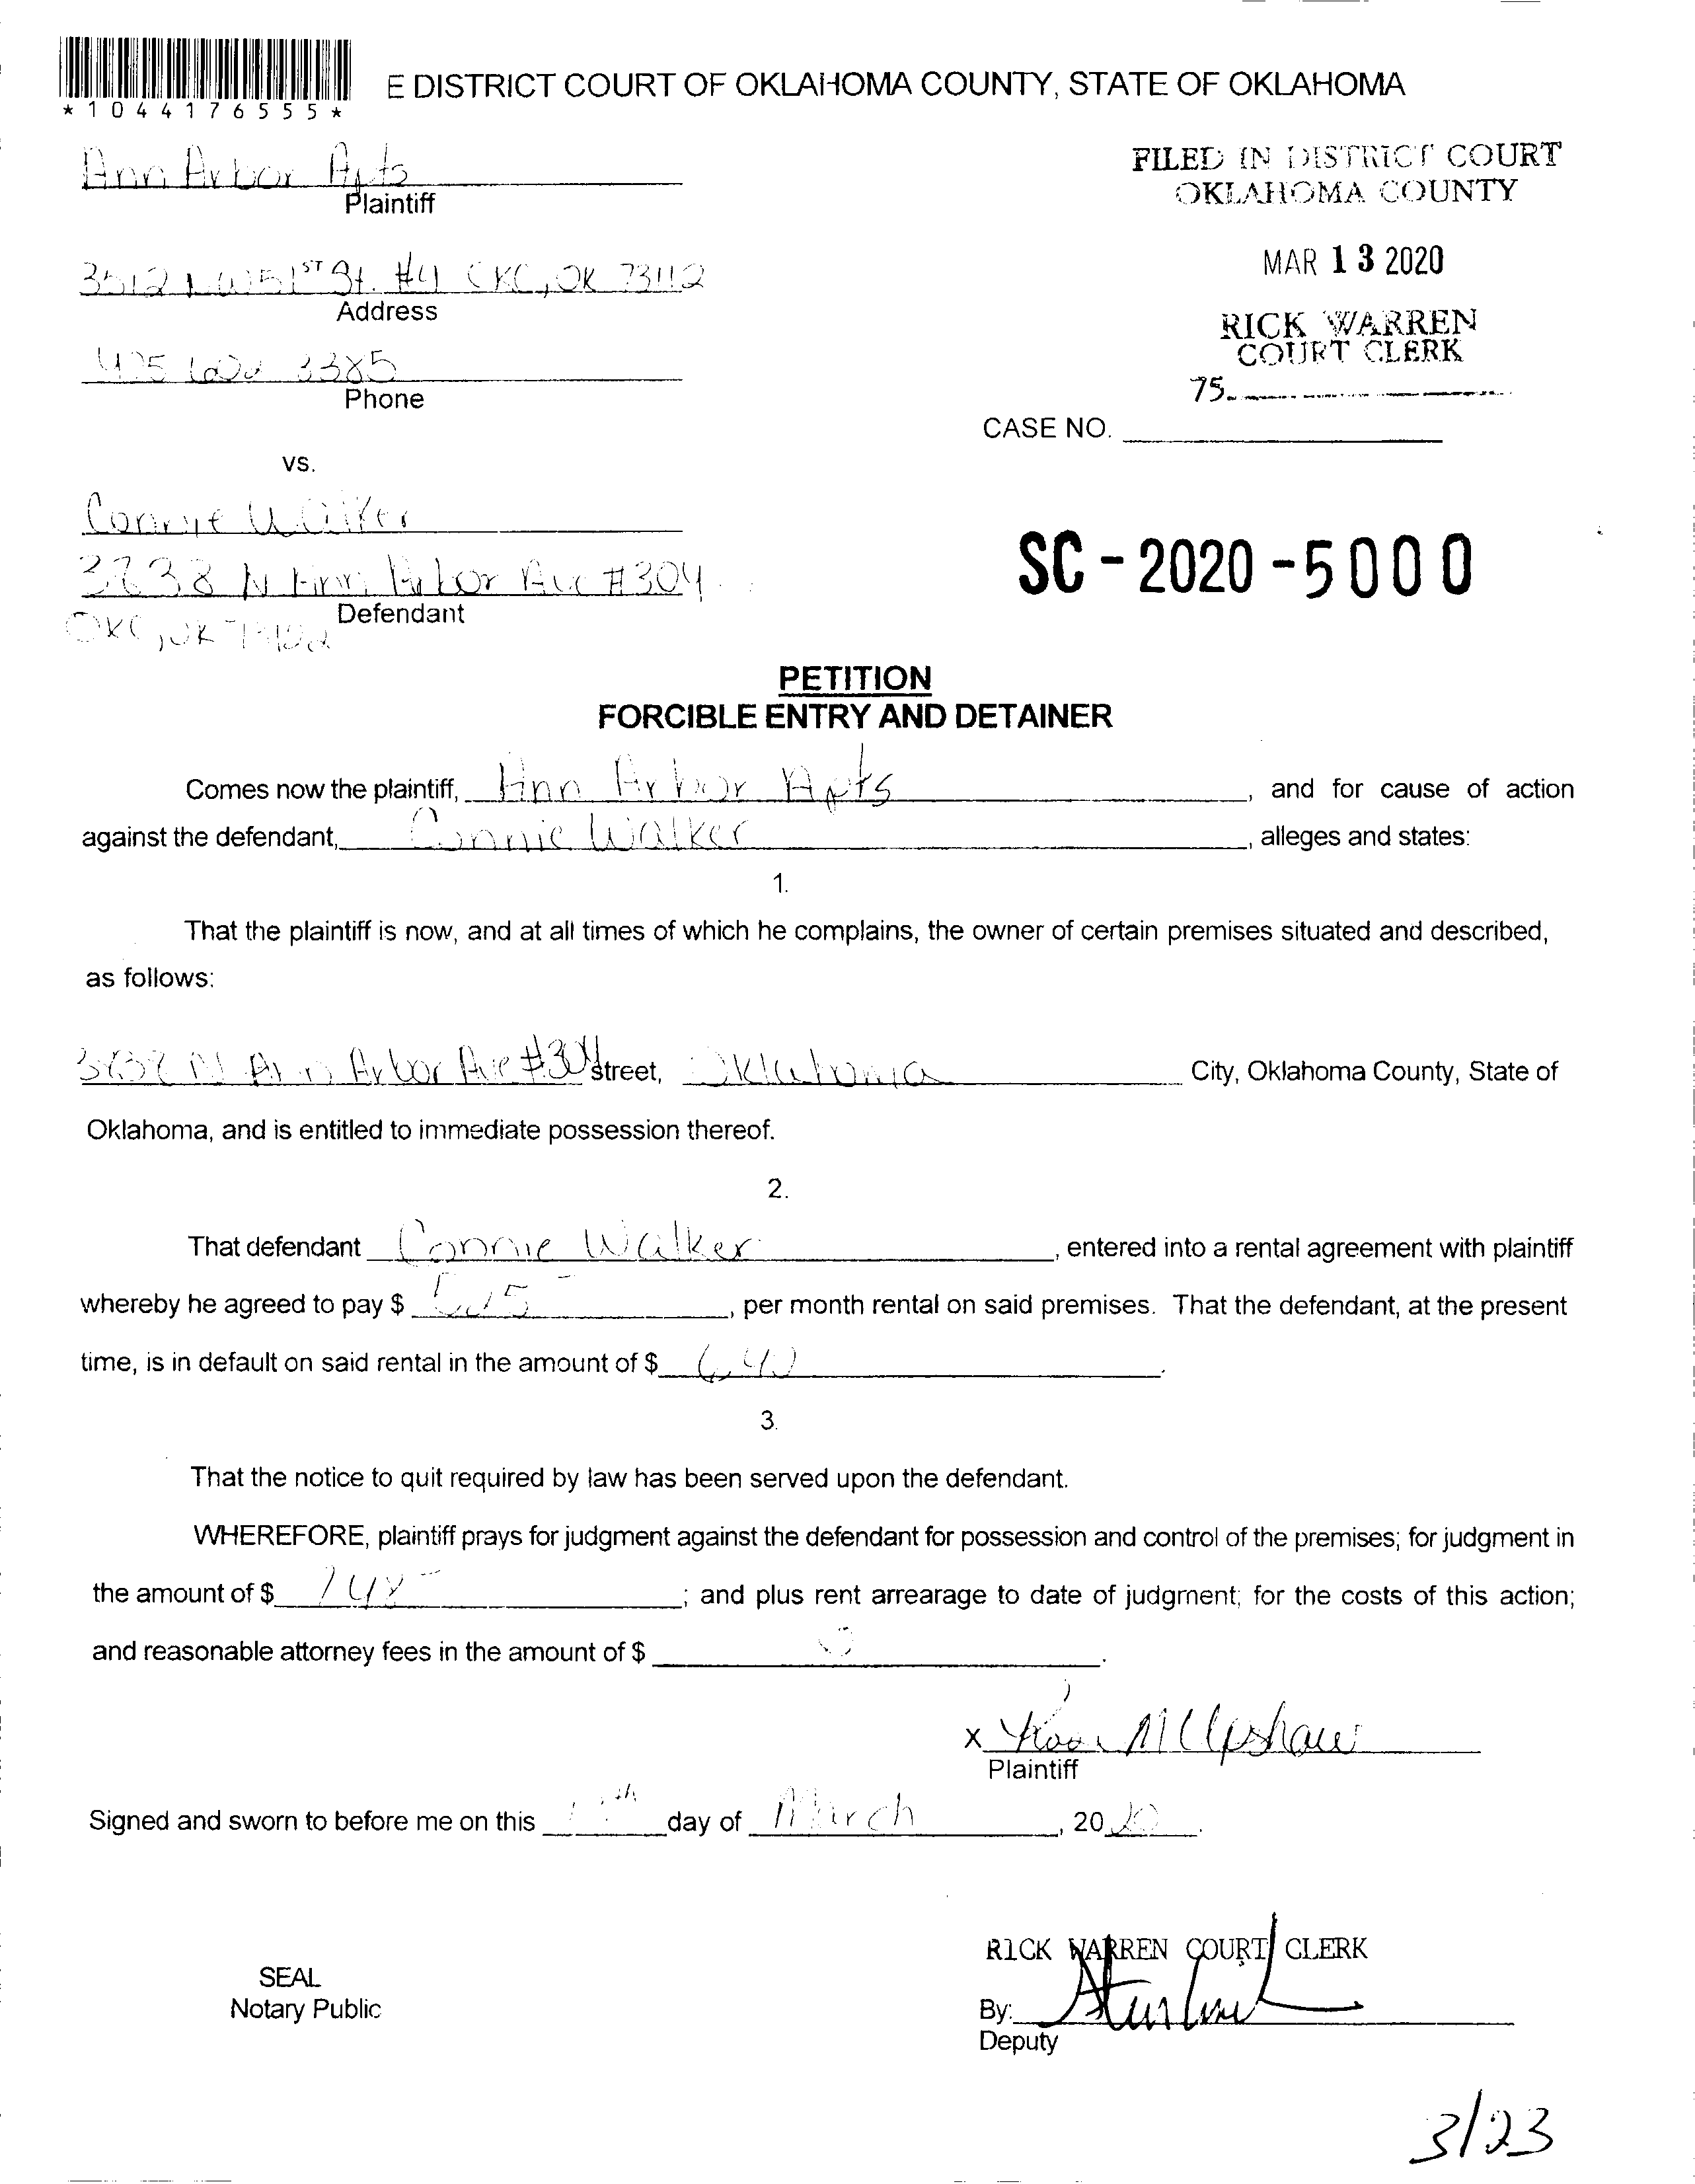 *1044176555*
E DISTRICT COURT OF OKLAHOMA COUNTY, STATE OF OKLAHOMA
Ann Arbor Apts
Plaintiff
FILED IN DISTRICT COURT
OKLAHOMA COUNTY
MAR 13 2020
RICK WARREN
COURT CLERK
75
3512 NW 51ST St. #4 OKC, OK 73112
Address
3385
Phone
CASE NO.
vs.
Connie Walker
N Ann Arbor Ave #304
Defendant
OKC, OK
SC-2020-5000
PETITION
FORCIBLE ENTRY AND DETAINER
Comes now the plaintiff, Ann Arbor Apts, and for cause of action
against the defendant, Connie Walker, alleges and states:
1.
That the plaintiff is now, and at all times of which he complains, the owner of certain premises situated and described,
as follows:
N Ann Arbor Ave #304 Street, Oklahoma City, Oklahoma County, State of
Oklahoma, and is entitled to immediate possession thereof.
2.
That defendant Connie Walker, entered into a rental agreement with plaintiff
whereby he agreed to pay $, per month rental on said premises. That the defendant, at the present
time, is in default on said rental in the amount of $ 640.
3.
That the notice to quit required by law has been served upon the defendant.
WHEREFORE, plaintiff prays for judgment against the defendant for possession and control of the premises; for judgment in
the amount of $; and plus rent arrearage to date of judgment; for the costs of this action;
and reasonable attorney fees in the amount of $.
x Upshaw
Plaintiff
Signed and sworn to before me on this day of March, 2020.
RICK WARREN COURT CLERK
SEAL
Notary Public
By:
Deputy
3/23